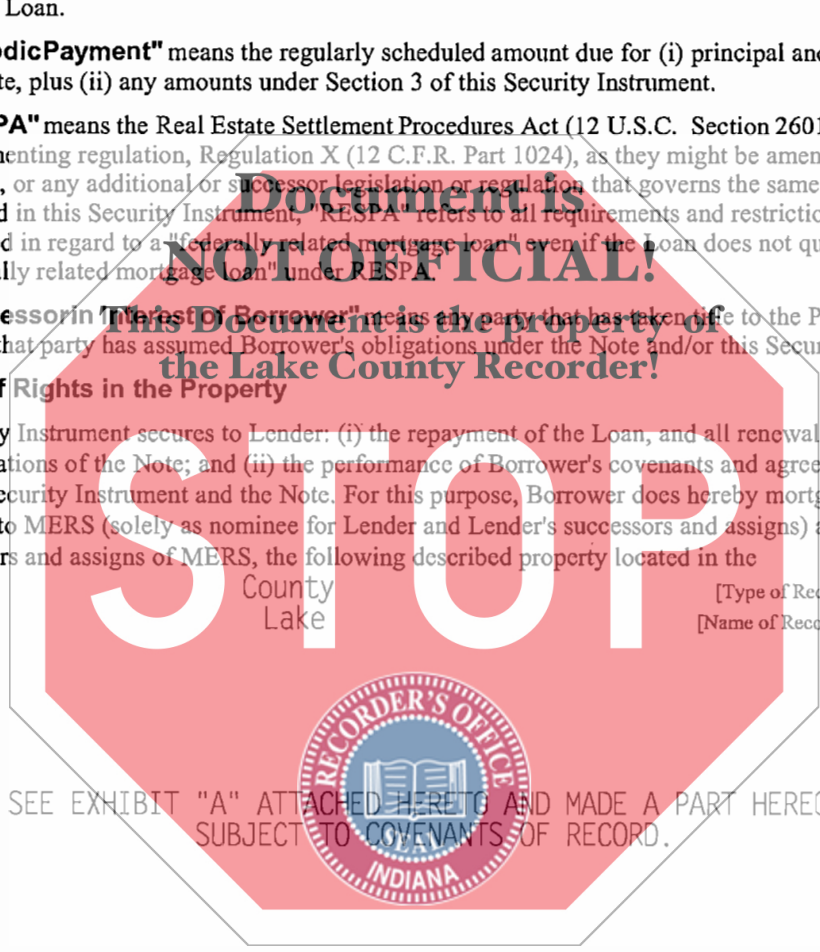 Loan.
odicPayment" means the regularly scheduled amount due for (i) principal and
te, plus (ii) any amounts under Section 3 of this Security Instrument.
PA" means the Real Estate Settlement Procedures Act (12 U.S.C. Section 2601
nenting regulation, Regulation X (12 C.F.R. Part 1024), as they might be amen
, or any additional or successor legislation or regulation that governs the same
Document is
d in this Security Instrument, "RESPA" refers to all requirements and restrictio
d in regard to a "federally related mortgage loan" even if the Loan does not qu
NOT OFFICIAL!
lly related mortgage loan" under RESPA.
essorin Interest of Borrower" means any party that has taken title to the P
This Document is the property of
hat party has assumed Borrower's obligations under the Note and/or this Secur
the Lake County Recorder!
f Rights in the Property
y Instrument secures to Lender: (i) the repayment of the Loan, and all renewal
ations of the Note; and (ii) the performance of Borrower's covenants and agree
ecurity Instrument and the Note. For this purpose, Borrower does hereby mortg
to MERS (solely as nominee for Lender and Lender's successors and assigns) a
rs and assigns of MERS, the following described property located in the
STOP
County [Type of Rec
Lake [Name of Reco
RECORDER'S OFFICE
SEE EXHIBIT "A" ATTACHED HERETO AND MADE A PART HEREO
SUBJECT TO COVENANTS OF RECORD.
SEAL
INDIANA